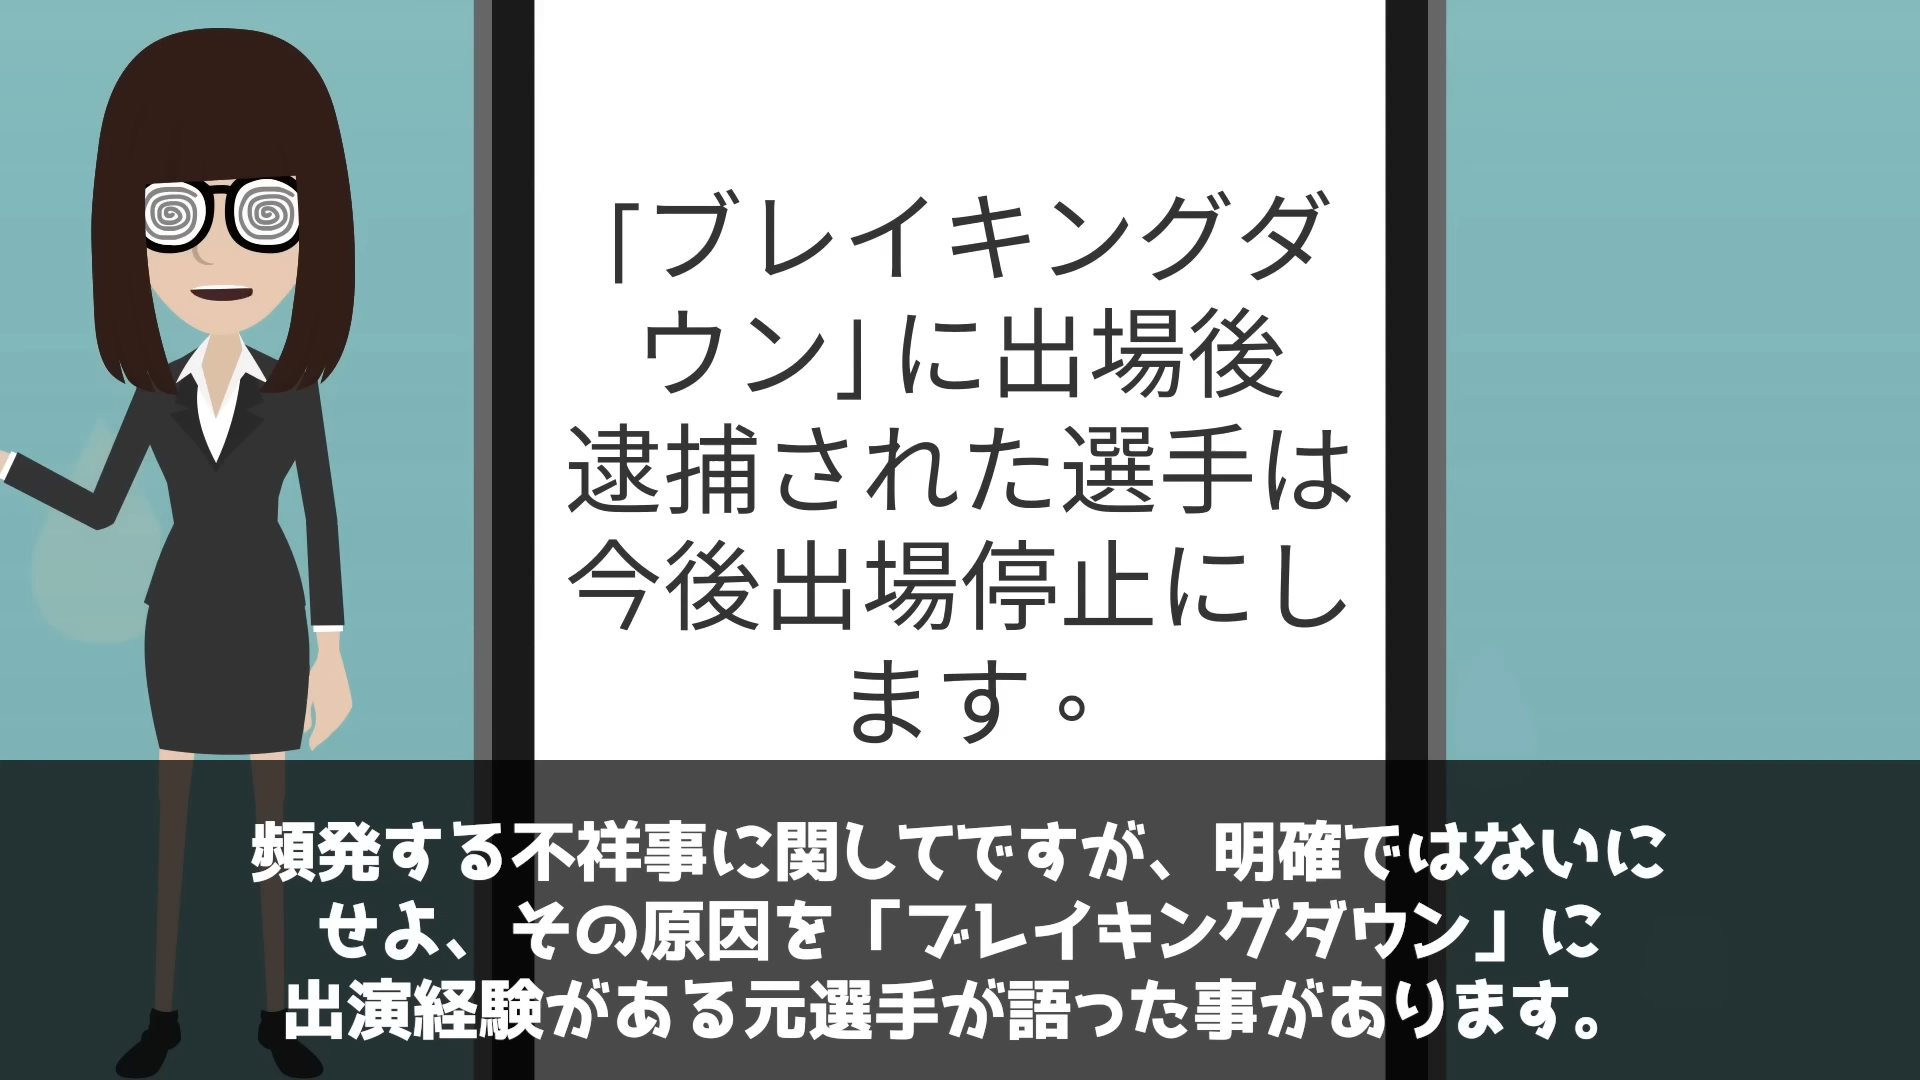 「ブレイキングダ
ウン」に出場後
逮捕された選手は
今後出場停止にし
ます。
頻発する不祥事に関してですが、明確ではないに
せよ、その原因を「ブレイキングダウン」に
出演経験がある元選手が語った事があります。